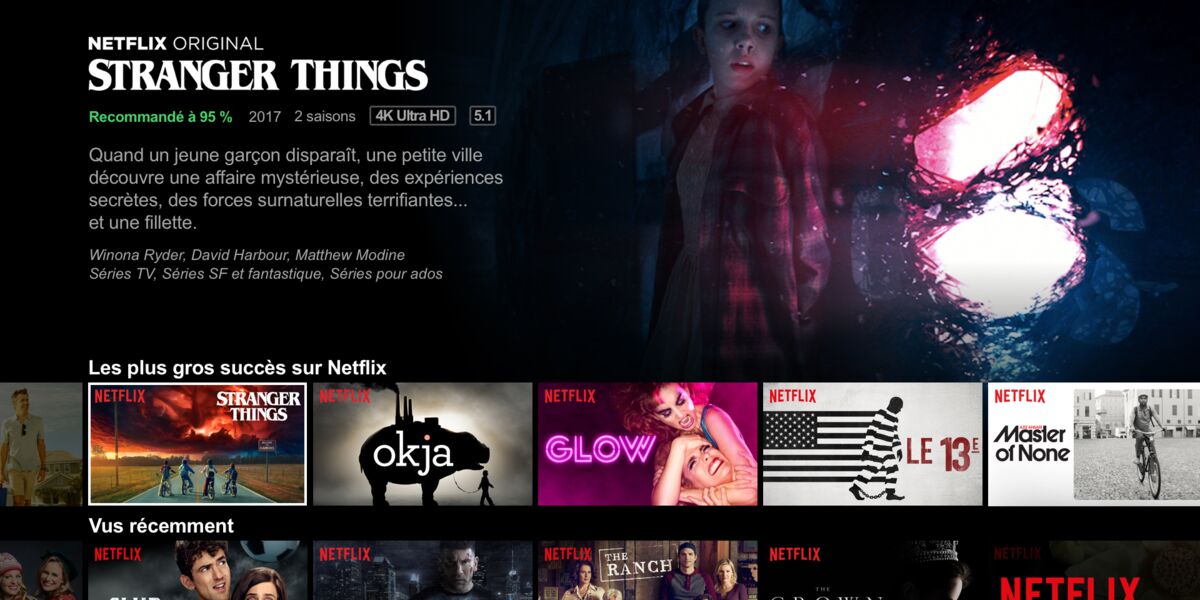 NETFLIX ORIGINAL
STRANGER THINGS
Recommandé à 95 % 2017 2 saisons 4K Ultra HD 5.1
Quand un jeune garçon disparaît, une petite ville
découvre une affaire mystérieuse, des expériences
secrètes, des forces surnaturelles terrifiantes...
et une fillette.
Winona Ryder, David Harbour, Matthew Modine
Séries TV, Séries SF et fantastique, Séries pour ados
Les plus gros succès sur Netflix
NETFLIX
STRANGER
THINGS
NETFLIX
okja
NETFLIX
GLOW
NETFLIX
LE 13E
NETFLIX
Master
of None
Vus récemment
NETFLIX
NETFLIX
NETFLIX
THE
RANCH
NETFLIX
THE
CROWN
NETFLIX
NETFLIX